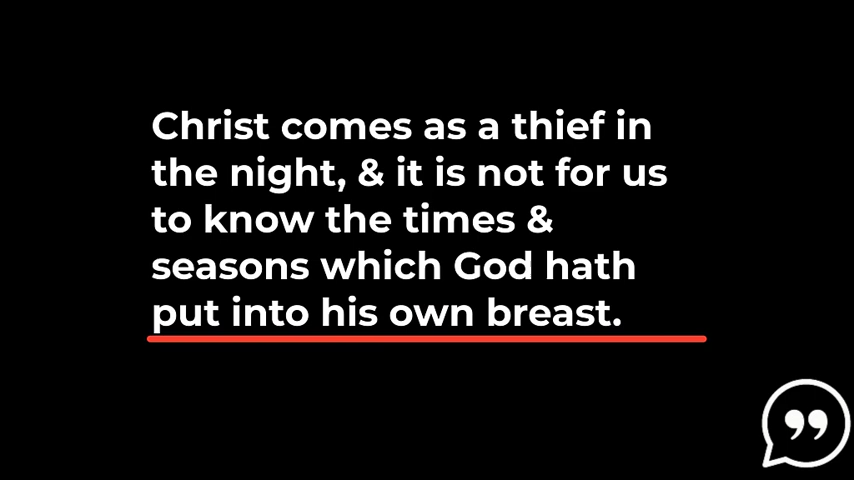 Christ comes as a thief in
the night, & it is not for us
to know the times &
seasons which God hath
put into his own breast.